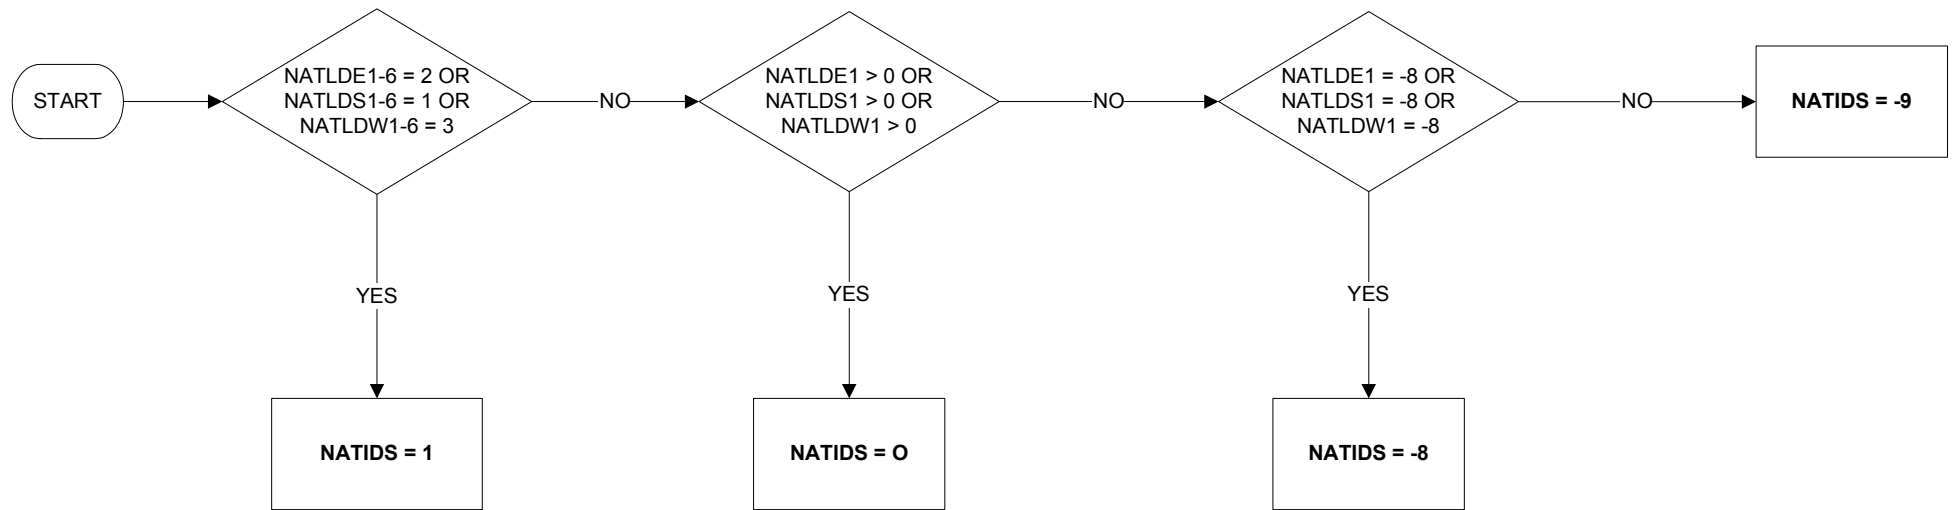 START
NATLDE1-6 = 2 OR
NATLDS1-6 = 1 OR
NATLDW1-6 = 3
NO
NATLDE1 > 0 OR
NATLDS1 > 0 OR
NATLDW1 > 0
NO
NATLDE1 = -8 OR
NATLDS1 = -8 OR
NATLDW1 = -8
NO
NATIDS = -9
YES
YES
YES
NATIDS = 1
NATIDS = O
NATIDS = -8